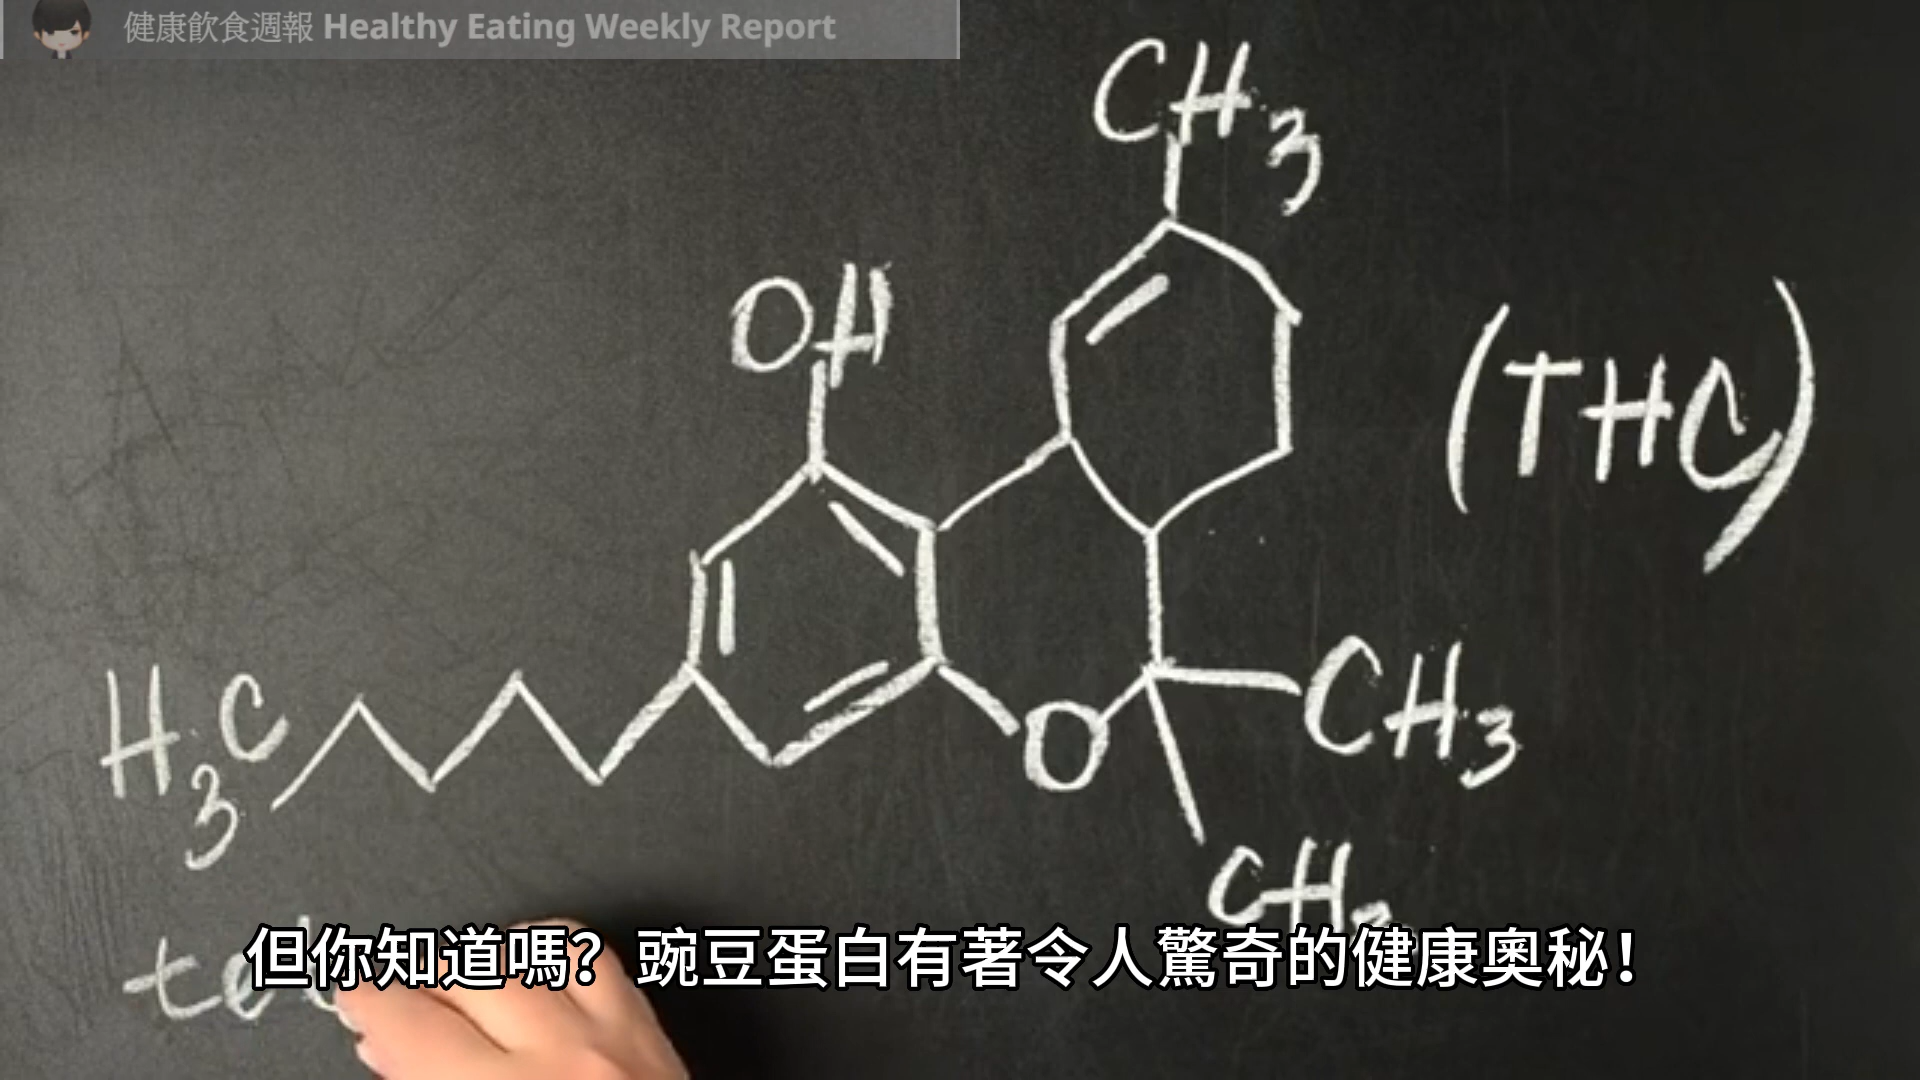 健康飲食週報 Healthy Eating Weekly Report
CH3
OH
(THC)
H3C
O
CH3
CH3
te
但你知道嗎？豌豆蛋白有著令人驚奇的健康奧秘！